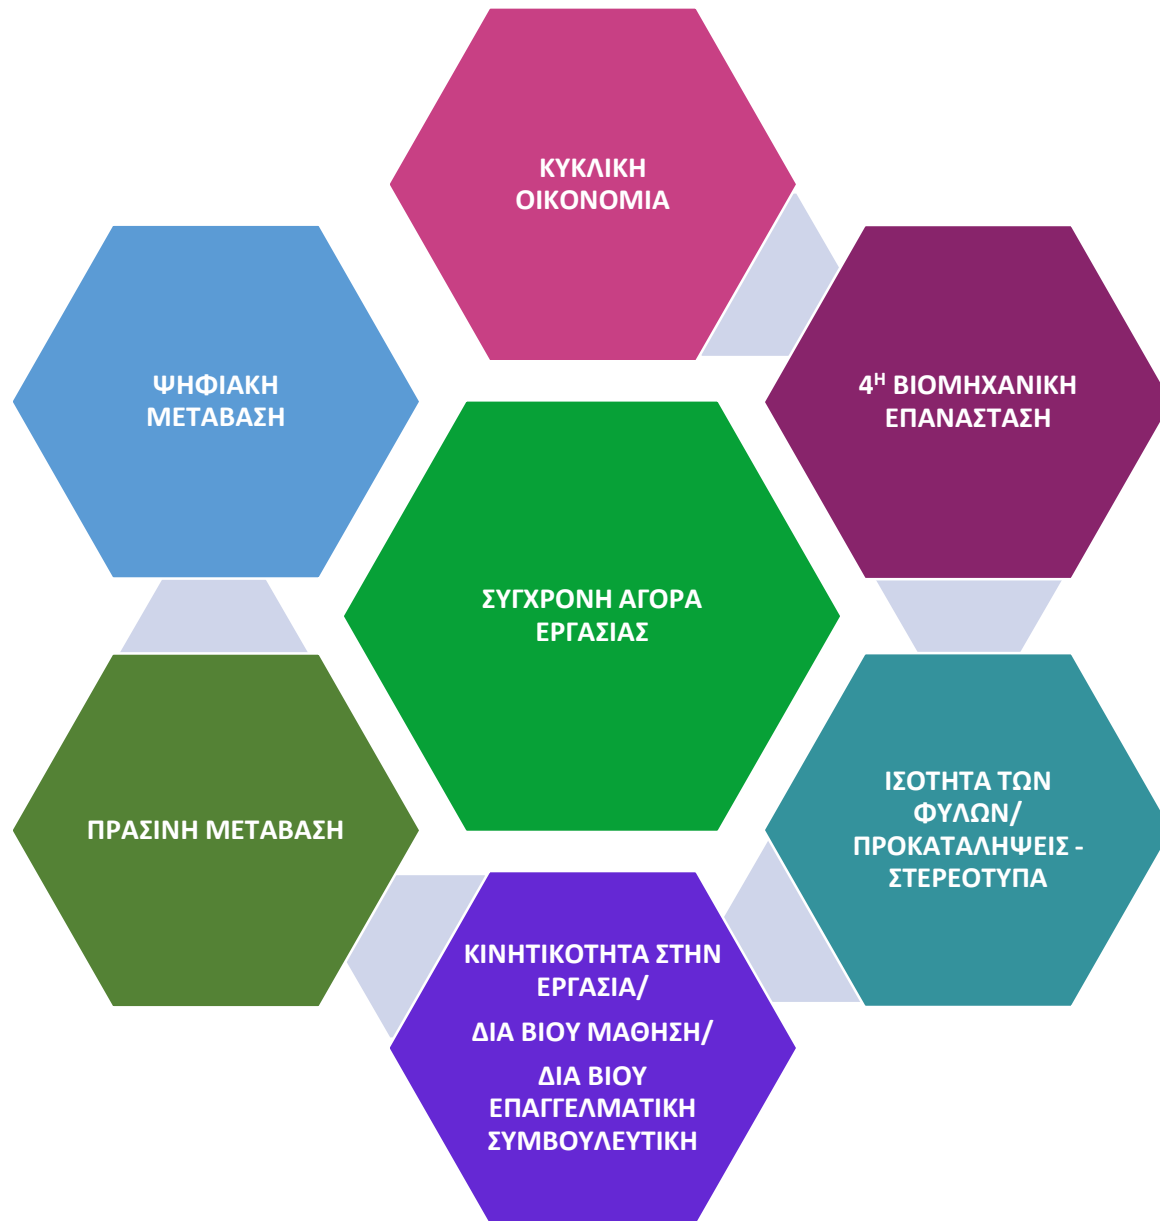 ΚΥΚΛΙΚΗ
ΟΙΚΟΝΟΜΙΑ
ΨΗΦΙΑΚΗ
ΜΕΤΑΒΑΣΗ
4Η ΒΙΟΜΗΧΑΝΙΚΗ
ΕΠΑΝΑΣΤΑΣΗ
ΣΥΓΧΡΟΝΗ ΑΓΟΡΑ
ΕΡΓΑΣΙΑΣ
ΠΡΑΣΙΝΗ ΜΕΤΑΒΑΣΗ
ΙΣΟΤΗΤΑ ΤΩΝ
ΦΥΛΩΝ/
ΠΡΟΚΑΤΑΛΗΨΕΙΣ -
ΣΤΕΡΕΟΤΥΠΑ
ΚΙΝΗΤΙΚΟΤΗΤΑ ΣΤΗΝ
ΕΡΓΑΣΙΑ/
ΔΙΑ ΒΙΟΥ ΜΑΘΗΣΗ/
ΔΙΑ ΒΙΟΥ
ΕΠΑΓΓΕΛΜΑΤΙΚΗ
ΣΥΜΒΟΥΛΕΥΤΙΚΗ